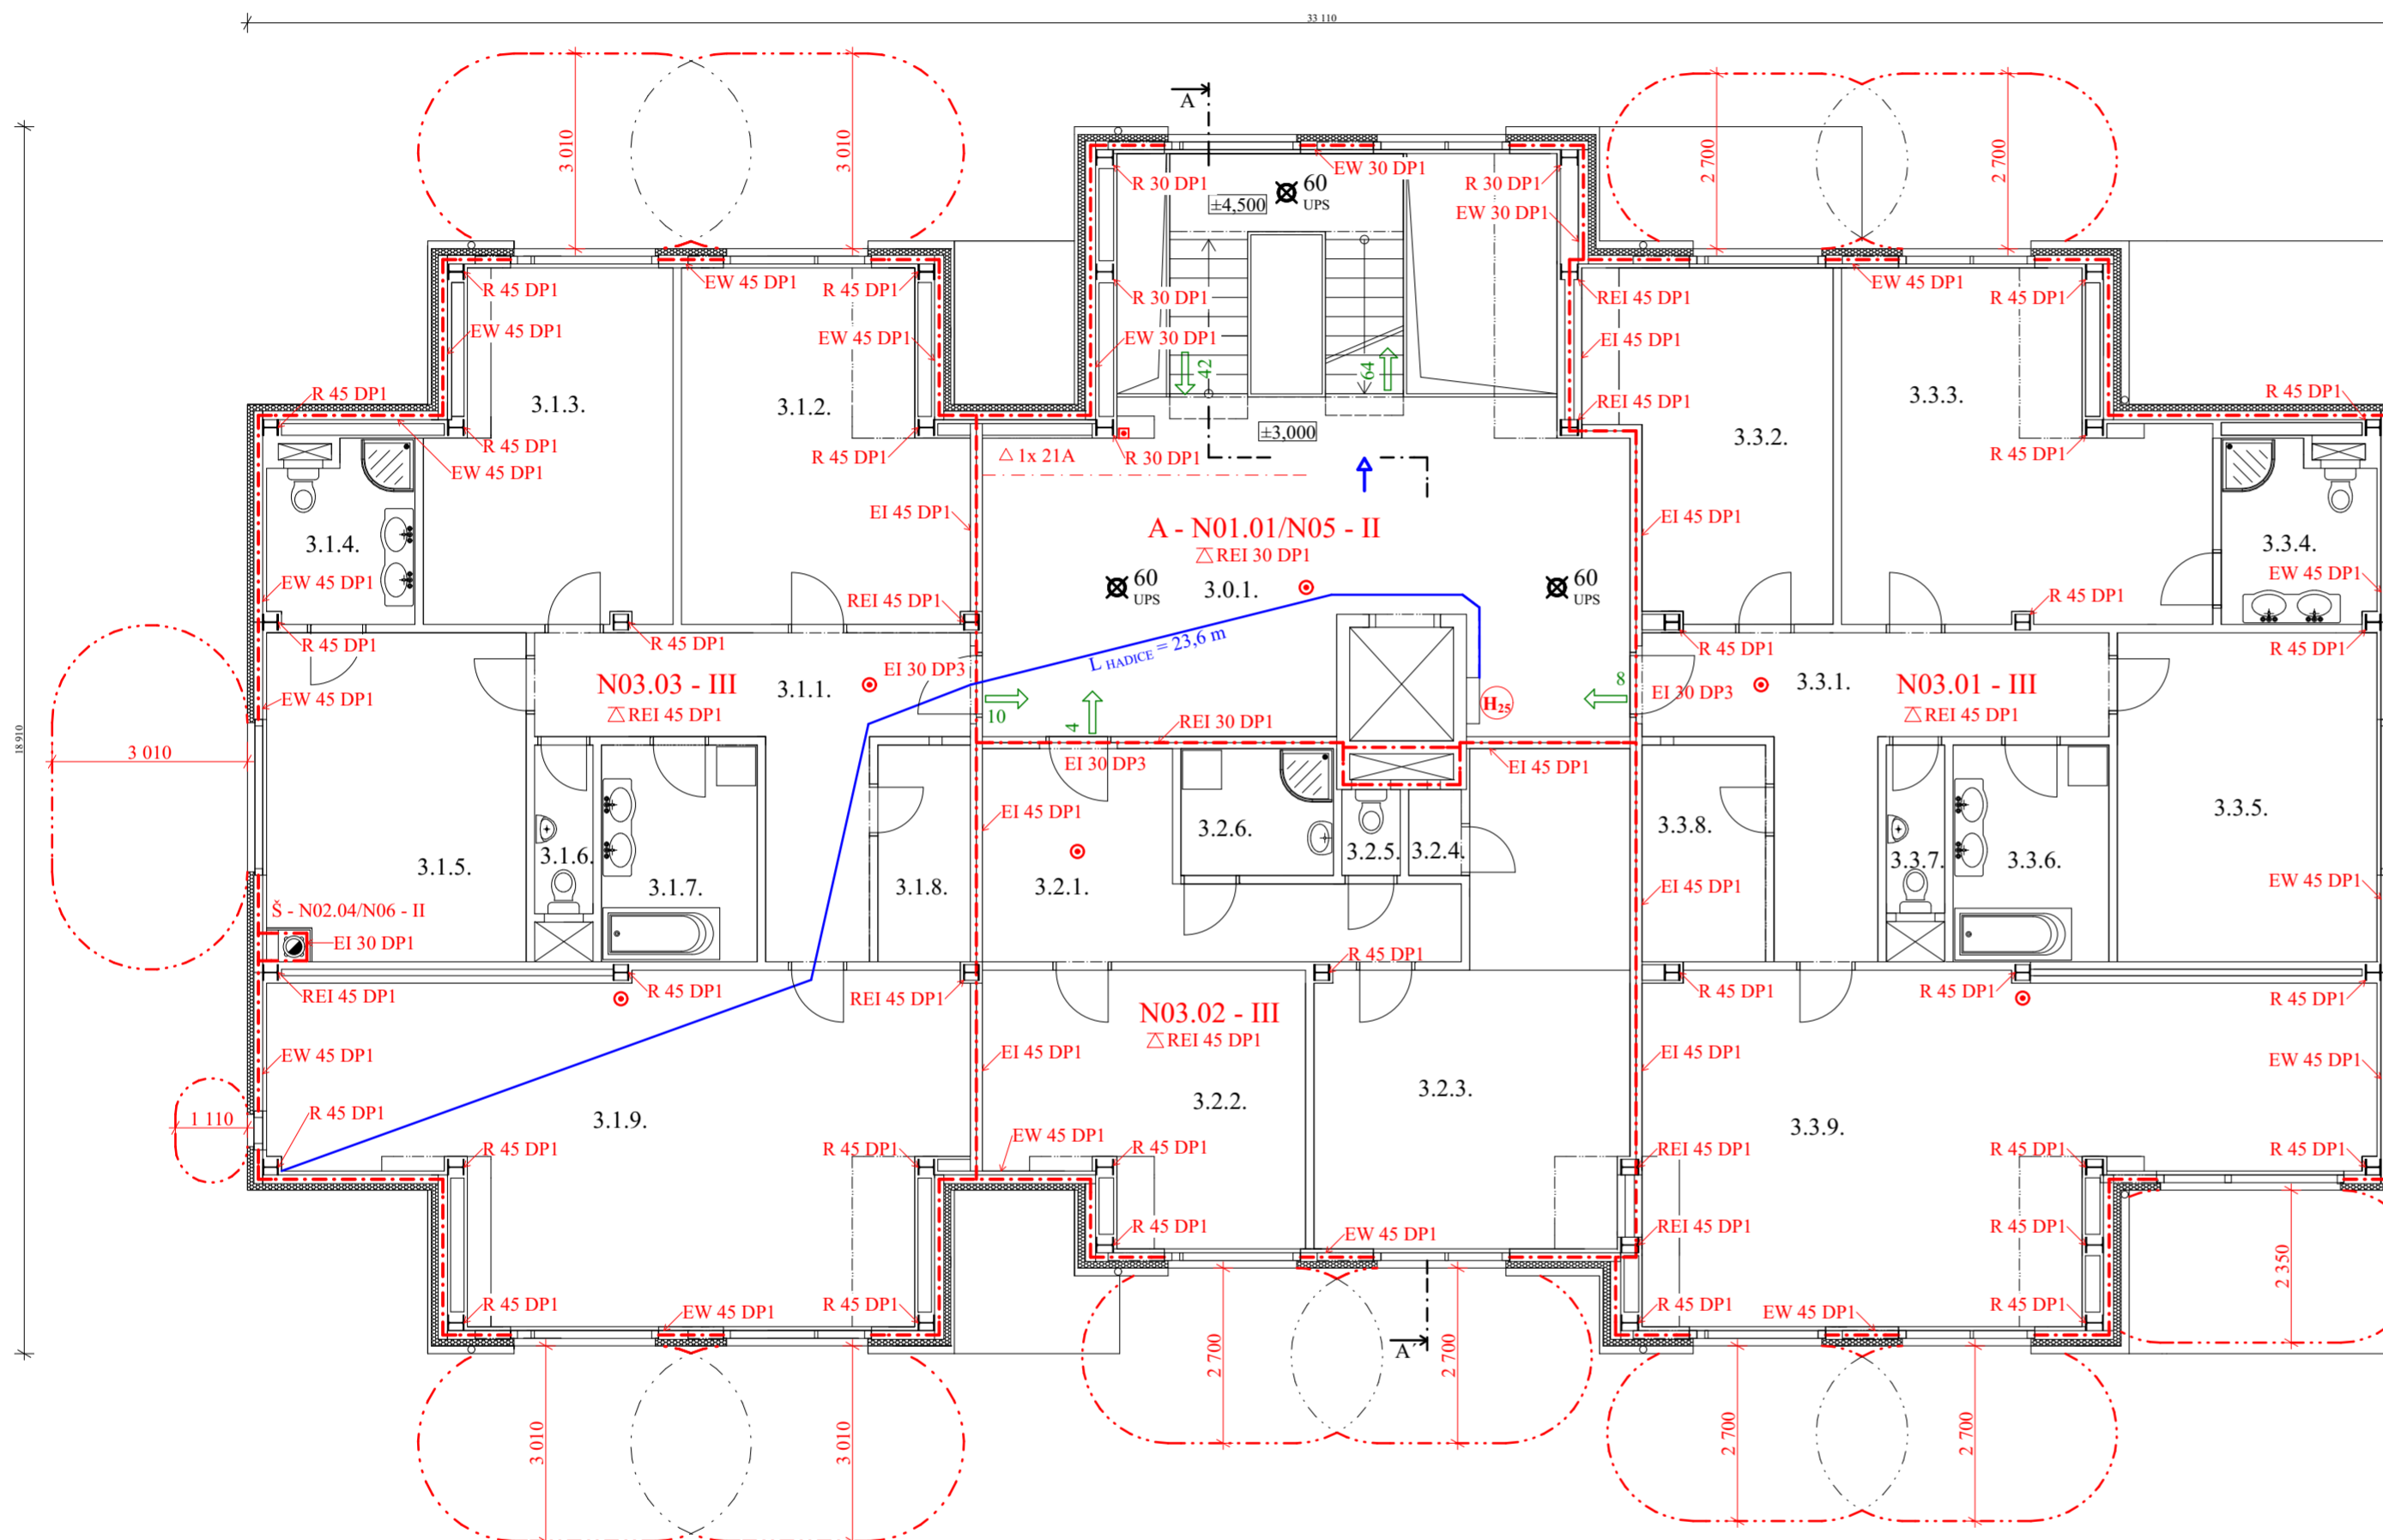 33 110
A
3 010
3 010
2 700
2 700
EW 30 DP1
R 30 DP1
60
UPS
±4,500
R 30 DP1
EW 30 DP1
EW 45 DP1
R 45 DP1
R 45 DP1
R 30 DP1
REI 45 DP1
EW 45 DP1
R 45 DP1
EW 45 DP1
EW 45 DP1
EW 30 DP1
EI 45 DP1
42
64
R 45 DP1
3.1.3.
3.1.2.
REI 45 DP1
3.3.3.
R 45 DP1
±3,000
3.3.2.
R 45 DP1
EW 45 DP1
R 45 DP1
1x 21A
R 30 DP1
R 45 DP1
EI 45 DP1
A - N01.01/N05 - II
REI 30 DP1
EI 45 DP1
3.1.4.
3.3.4.
EW 45 DP1
60
UPS
3.0.1.
60
UPS
EW 45 DP1
REI 45 DP1
R 45 DP1
R 45 DP1
R 45 DP1
L HADICE = 23,6 m
R 45 DP1
R 45 DP1
EI 30 DP3
N03.03 - III
REI 45 DP1
3.1.1.
8
EI 30 DP3
3.3.1.
N03.01 - III
REI 45 DP1
EW 45 DP1
10
4
REI 30 DP1
H25
18 910
3 010
EI 30 DP3
EI 45 DP1
EI 45 DP1
3.2.6.
3.3.8.
3.3.5.
3.1.6.
3.2.5.
3.2.4.
3.3.7.
3.3.6.
3.1.5.
3.1.7.
3.1.8.
3.2.1.
EI 45 DP1
EW 45 DP1
Š - N02.04/N06 - II
EI 30 DP1
R 45 DP1
REI 45 DP1
R 45 DP1
REI 45 DP1
R 45 DP1
R 45 DP1
R 45 DP1
N03.02 - III
REI 45 DP1
EW 45 DP1
EI 45 DP1
EI 45 DP1
EW 45 DP1
3.2.2.
3.2.3.
1 110
R 45 DP1
3.1.9.
3.3.9.
EW 45 DP1
R 45 DP1
R 45 DP1
R 45 DP1
REI 45 DP1
R 45 DP1
R 45 DP1
R 45 DP1
EW 45 DP1
REI 45 DP1
R 45 DP1
2 350
R 45 DP1
EW 45 DP1
R 45 DP1
R 45 DP1
EW 45 DP1
R 45 DP1
2 700
2 700
A´
3 010
3 010
2 700
2 700